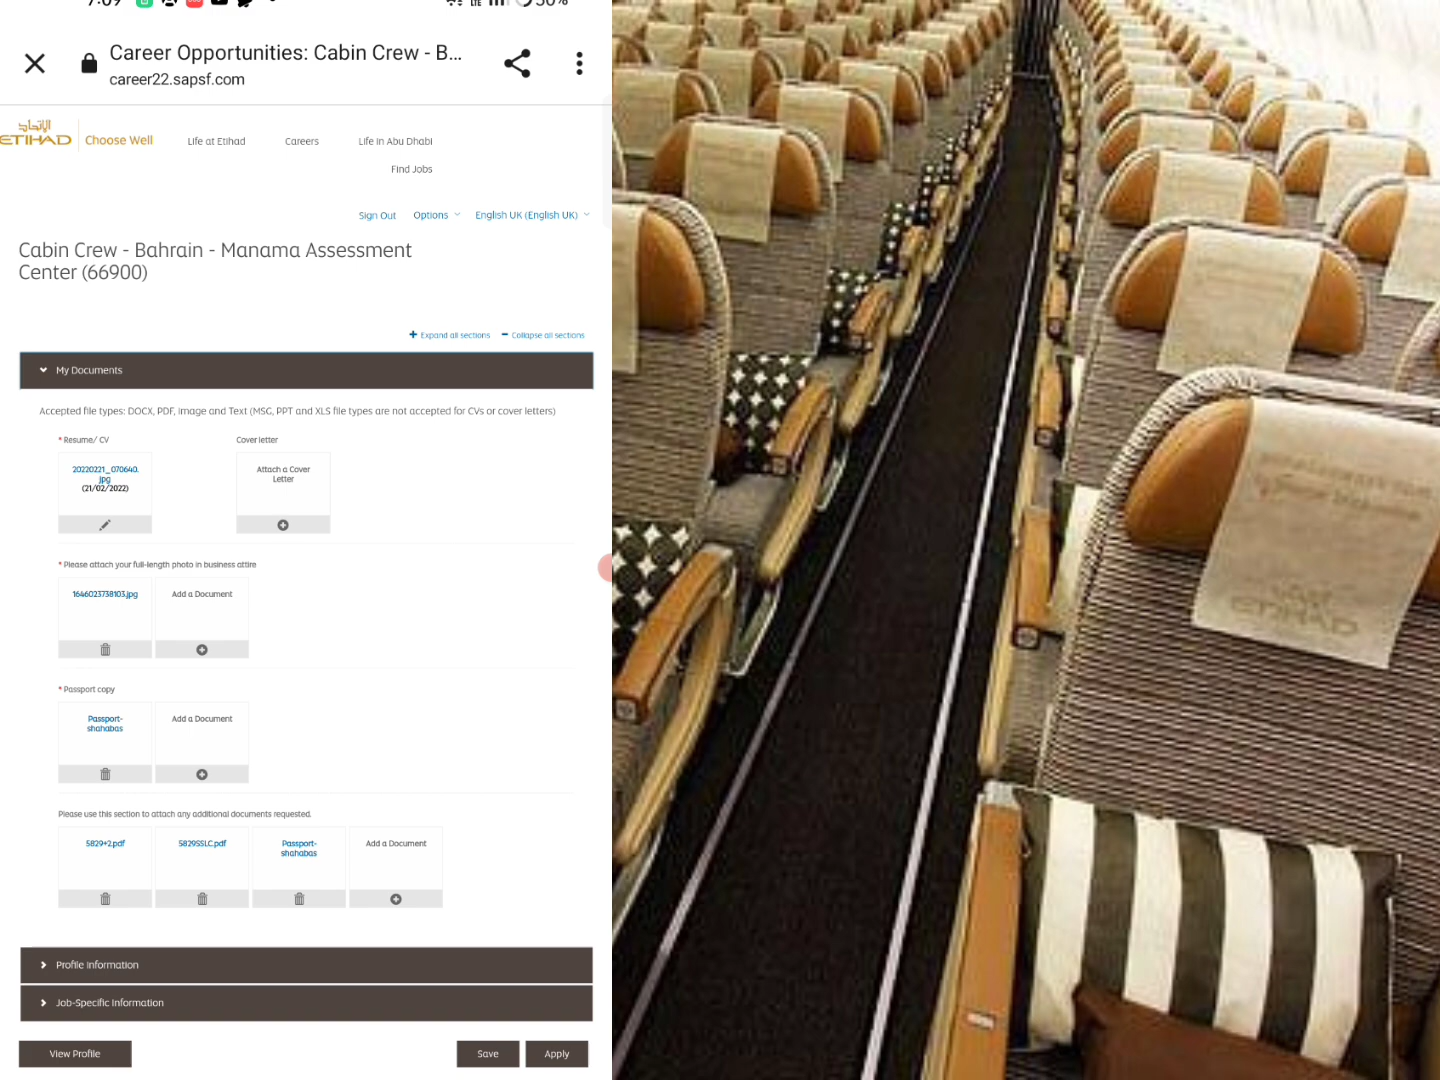 7:09
LTE
50%
Career Opportunities: Cabin Crew - B...
career22.sapsf.com
الإتحاد
ETIHAD
Choose Well
Life at Etihad
Careers
Life in Abu Dhabi
Find Jobs
Sign Out
Options
English UK (English UK)
Cabin Crew - Bahrain - Manama Assessment
Center (66900)
+ Expand all sections
− Collapse all sections
My Documents
Accepted file types: DOCX, PDF, Image and Text (MSG, PPT and XLS file types are not accepted for CVs or cover letters)
* Resume/ CV
Cover letter
20220221_070640.
jpg
(21/02/2022)
Attach a Cover
Letter
* Please attach your full-length photo in business attire
1646023738103.jpg
Add a Document
* Passport copy
Passport-
shahabas
Add a Document
Please use this section to attach any additional documents requested.
5829+2.pdf
5829SSLC.pdf
Passport-
shahabas
Add a Document
Profile Information
Job-Specific Information
View Profile
Save
Apply
ETIHAD